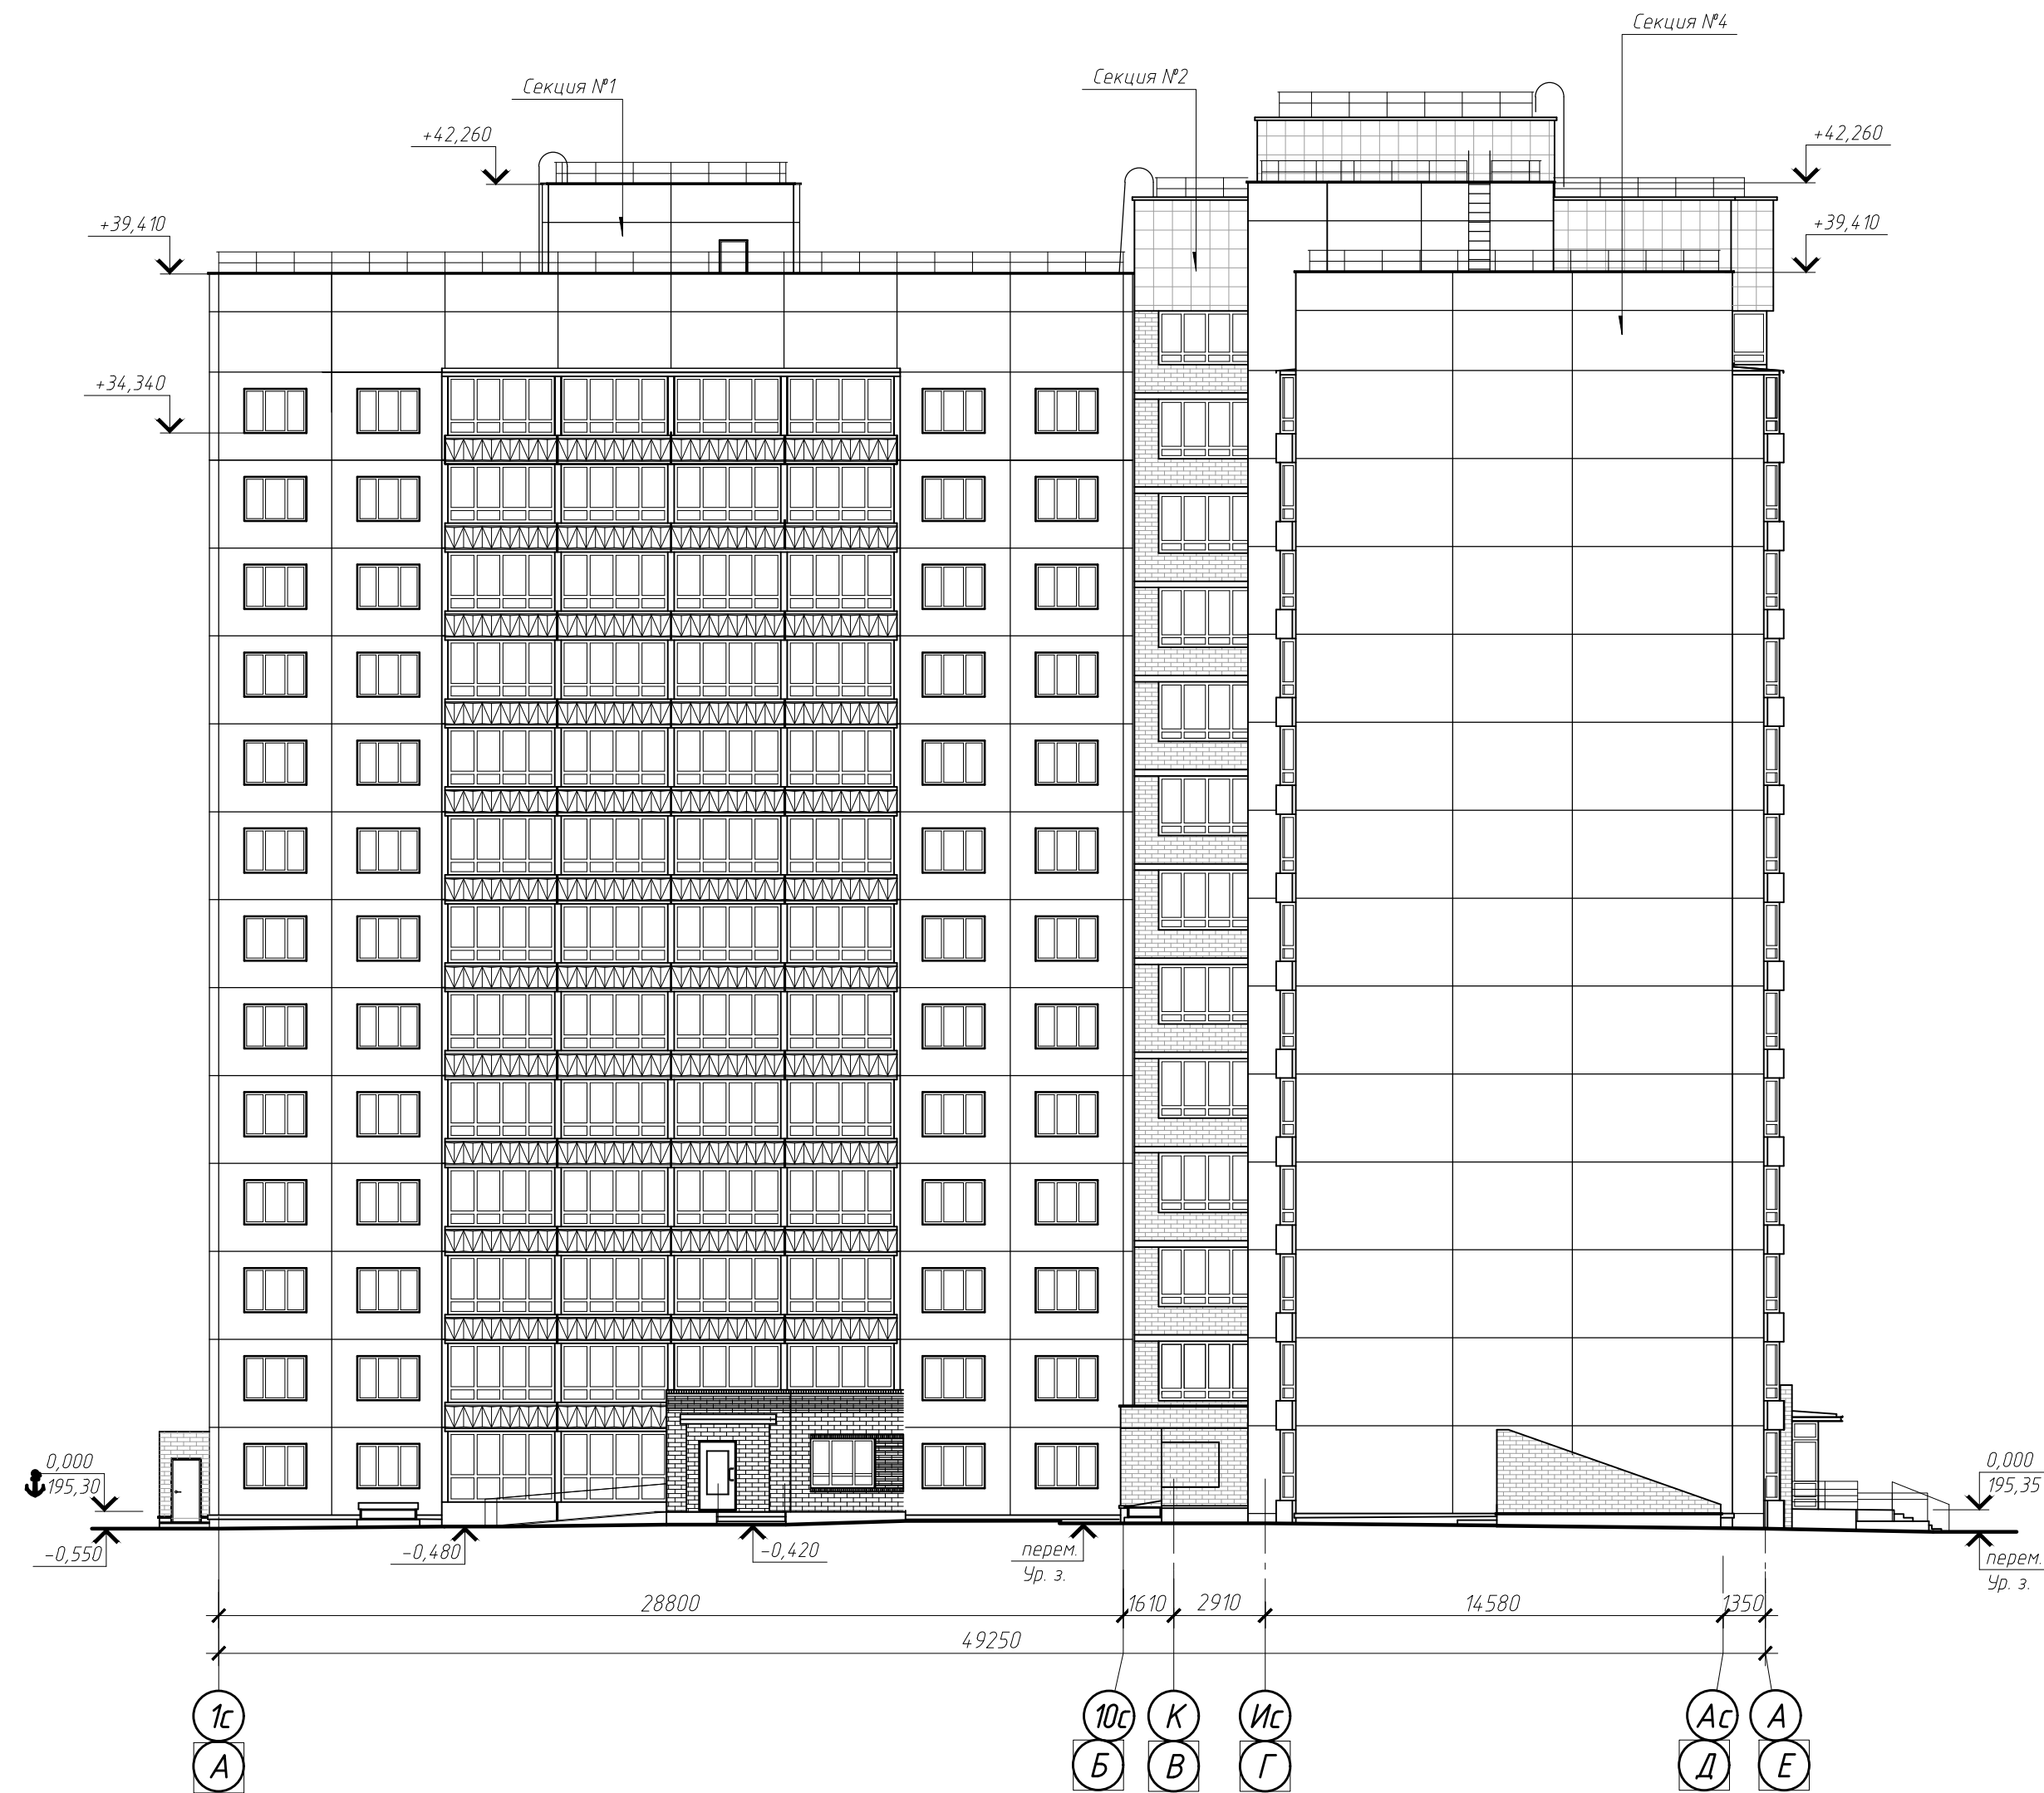 Секция №4
Секция №2
Секция №1
+42,260
+42,260
+39,410
+39,410
+34,340
0,000
195,30
0,000
195,35
-0,550
-0,480
-0,420
перем.
Ур. з.
перем.
Ур. з.
28800
1610
2910
14580
1350
49250
1с
10с
К
Ис
Ас
А
А
Б
В
Г
Д
Е